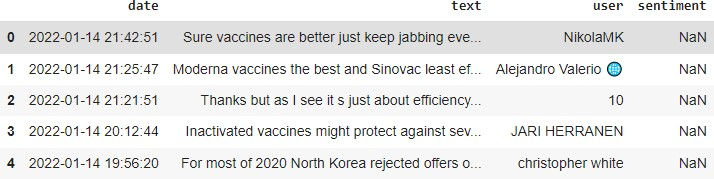 date text user sentiment
0 2022-01-14 21:42:51 Sure vaccines are better just keep jabbing eve... NikolaMK NaN
1 2022-01-14 21:25:47 Moderna vaccines the best and Sinovac least ef... Alejandro Valerio 🌐 NaN
2 2022-01-14 21:21:51 Thanks but as I see it s just about efficiency... 10 NaN
3 2022-01-14 20:12:44 Inactivated vaccines might protect against sev... JARI HERRANEN NaN
4 2022-01-14 19:56:20 For most of 2020 North Korea rejected offers o... christopher white NaN